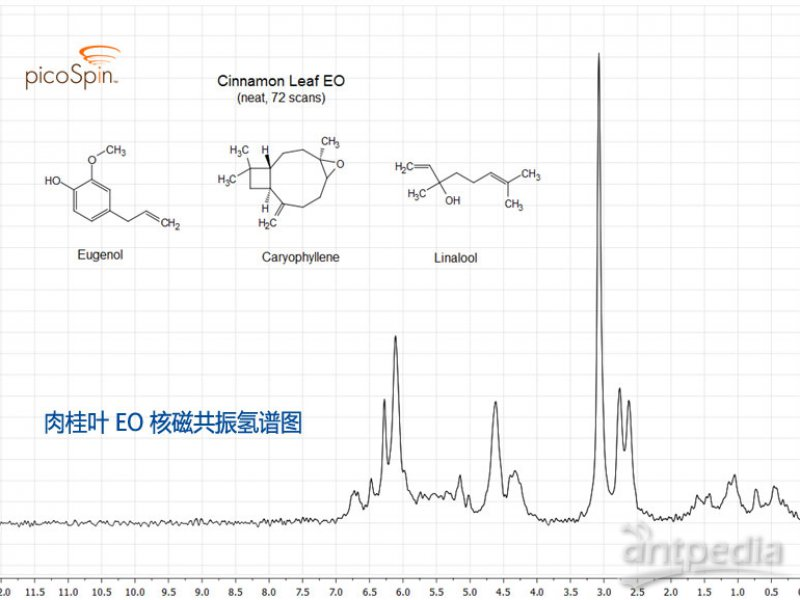 picoSpin™
Cinnamon Leaf EO
(neat, 72 scans)
CH3
O
HO
CH2
Eugenol
H3C
H
CH3
H3C
O
H
H2C
Caryophyllene
H2C
CH3
H3C
OH
CH3
Linalool
肉桂叶 EO 核磁共振氢谱图
antpedia
2.0 11.5 11.0 10.5 10.0 9.5 9.0 8.5 8.0 7.5 7.0 6.5 6.0 5.5 5.0 4.5 4.0 3.5 3.0 2.5 2.0 1.5 1.0 0.5